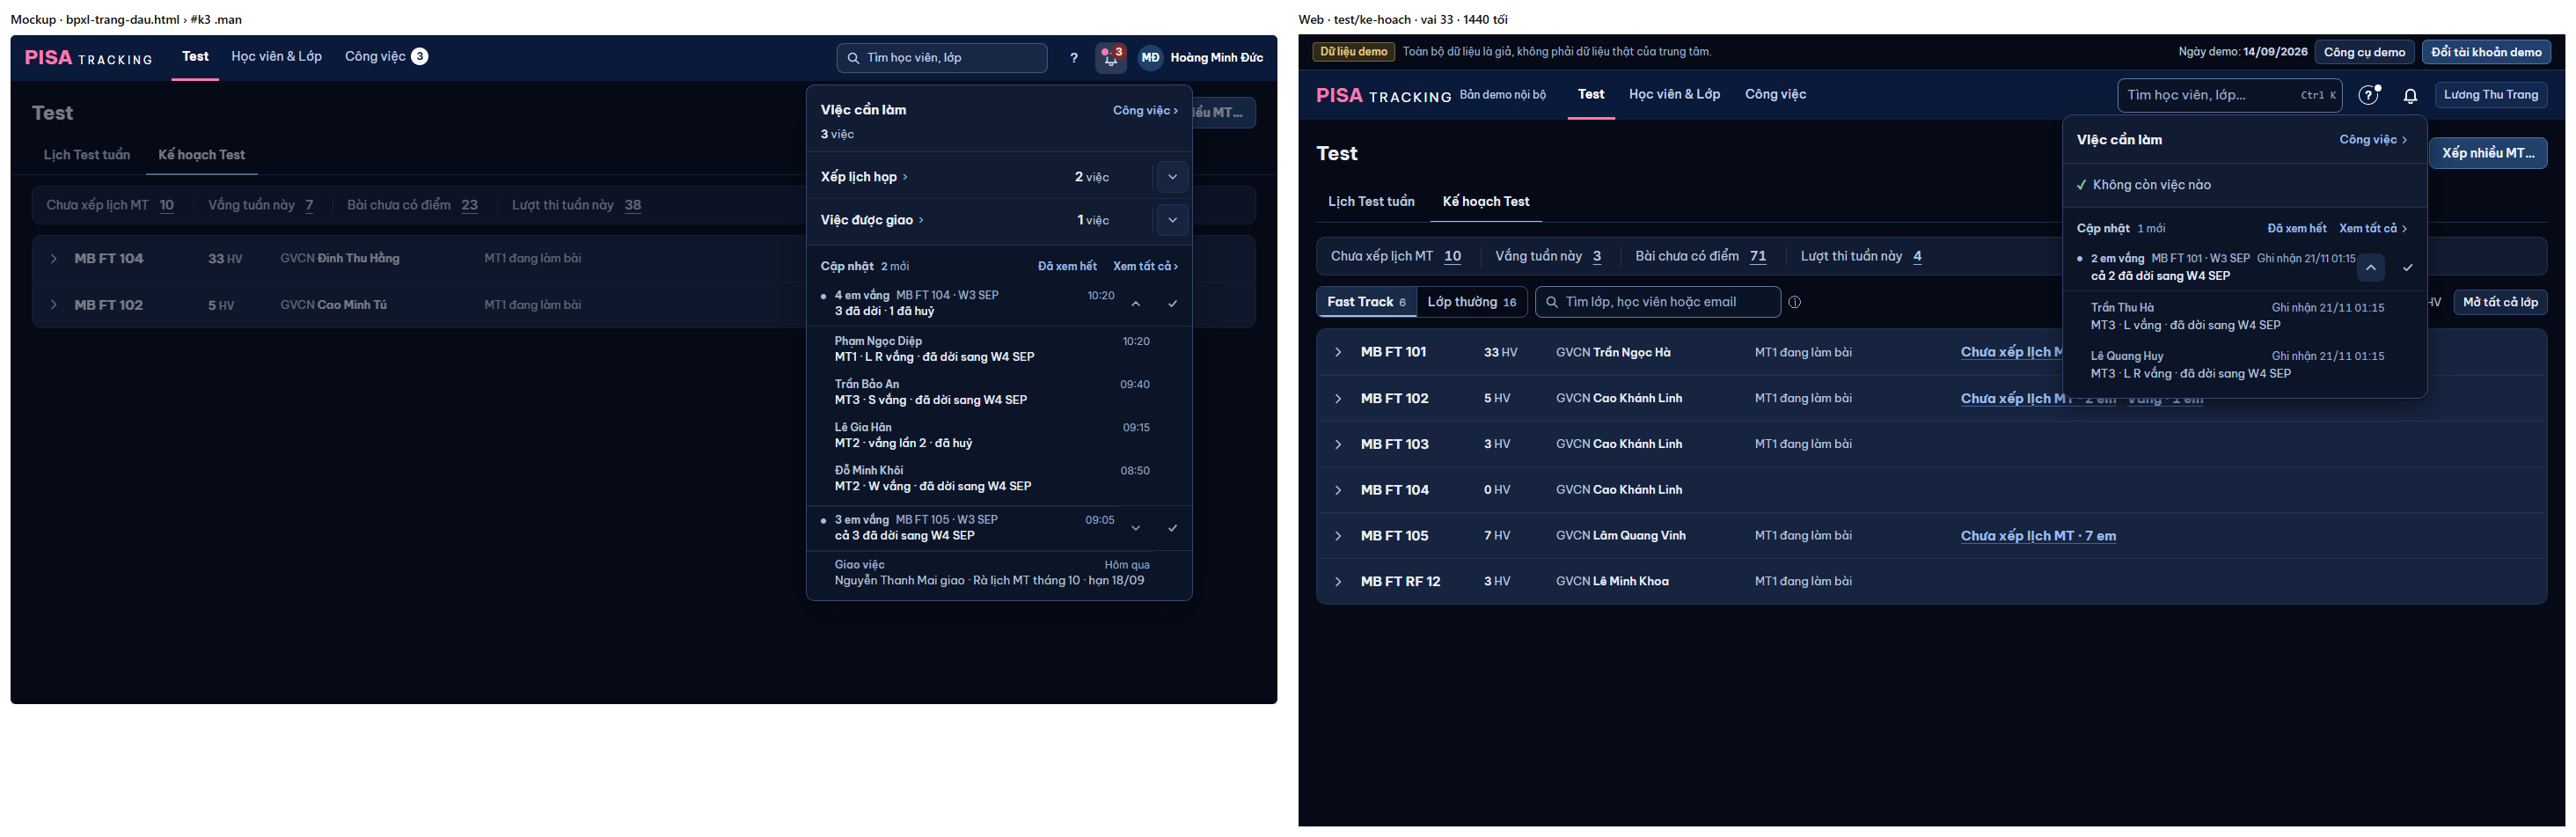 Mockup · bpxl-trang-dau.html › #k3 .man
PISA TRACKING Test Học viên & Lớp Công việc 3 Tìm học viên, lớp ? 3 MĐ Hoàng Minh Đức
Test
Lịch Test tuần Kế hoạch Test
Chưa xếp lịch MT 10 Vắng tuần này 7 Bài chưa có điểm 23 Lượt thi tuần này 38
MB FT 104 33 HV GVCN Đinh Thu Hằng MT1 đang làm bài
MB FT 102 5 HV GVCN Cao Minh Tú MT1 đang làm bài
Việc cần làm Công việc ›
3 việc
Xếp lịch họp › 2 việc
Việc được giao › 1 việc
Cập nhật 2 mới Đã xem hết Xem tất cả ›
4 em vắng MB FT 104 · W3 SEP 10:20
3 đã dời · 1 đã huỷ
Phạm Ngọc Diệp 10:20
MT1 · L R vắng · đã dời sang W4 SEP
Trần Bảo An 09:40
MT3 · S vắng · đã dời sang W4 SEP
Lê Gia Hân 09:15
MT2 · vắng lần 2 · đã huỷ
Đỗ Minh Khôi 08:50
MT2 · W vắng · đã dời sang W4 SEP
3 em vắng MB FT 105 · W3 SEP 09:05
cả 3 đã dời sang W4 SEP
Giao việc Hôm qua
Nguyễn Thanh Mai giao · Rà lịch MT tháng 10 · hạn 18/09
Web · test/ke-hoach · vai 33 · 1440 tối
Dữ liệu demo Toàn bộ dữ liệu là giả, không phải dữ liệu thật của trung tâm. Ngày demo: 14/09/2026 Công cụ demo Đổi tài khoản demo
PISA TRACKING Bản demo nội bộ Test Học viên & Lớp Công việc Tìm học viên, lớp... Ctrl K ? Lương Thu Trang
Test Xếp nhiều MT...
Lịch Test tuần Kế hoạch Test
Chưa xếp lịch MT 10 Vắng tuần này 3 Bài chưa có điểm 71 Lượt thi tuần này 4
Fast Track 6 Lớp thường 16 Tìm lớp, học viên hoặc email HV Mở tất cả lớp
MB FT 101 33 HV GVCN Trần Ngọc Hà MT1 đang làm bài Chưa xếp lịch
MB FT 102 5 HV GVCN Cao Khánh Linh MT1 đang làm bài Chưa xếp lịch MT · 2 em Vắng · 1 em
MB FT 103 3 HV GVCN Cao Khánh Linh MT1 đang làm bài
MB FT 104 0 HV GVCN Cao Khánh Linh
MB FT 105 7 HV GVCN Lâm Quang Vinh MT1 đang làm bài Chưa xếp lịch MT · 7 em
MB FT RF 12 3 HV GVCN Lê Minh Khoa MT1 đang làm bài
Việc cần làm Công việc ›
✓ Không còn việc nào
Cập nhật 1 mới Đã xem hết Xem tất cả ›
2 em vắng MB FT 101 · W3 SEP Ghi nhận 21/11 01:15
cả 2 đã dời sang W4 SEP
Trần Thu Hà Ghi nhận 21/11 01:15
MT3 · L vắng · đã dời sang W4 SEP
Lê Quang Huy Ghi nhận 21/11 01:15
MT3 · L R vắng · đã dời sang W4 SEP